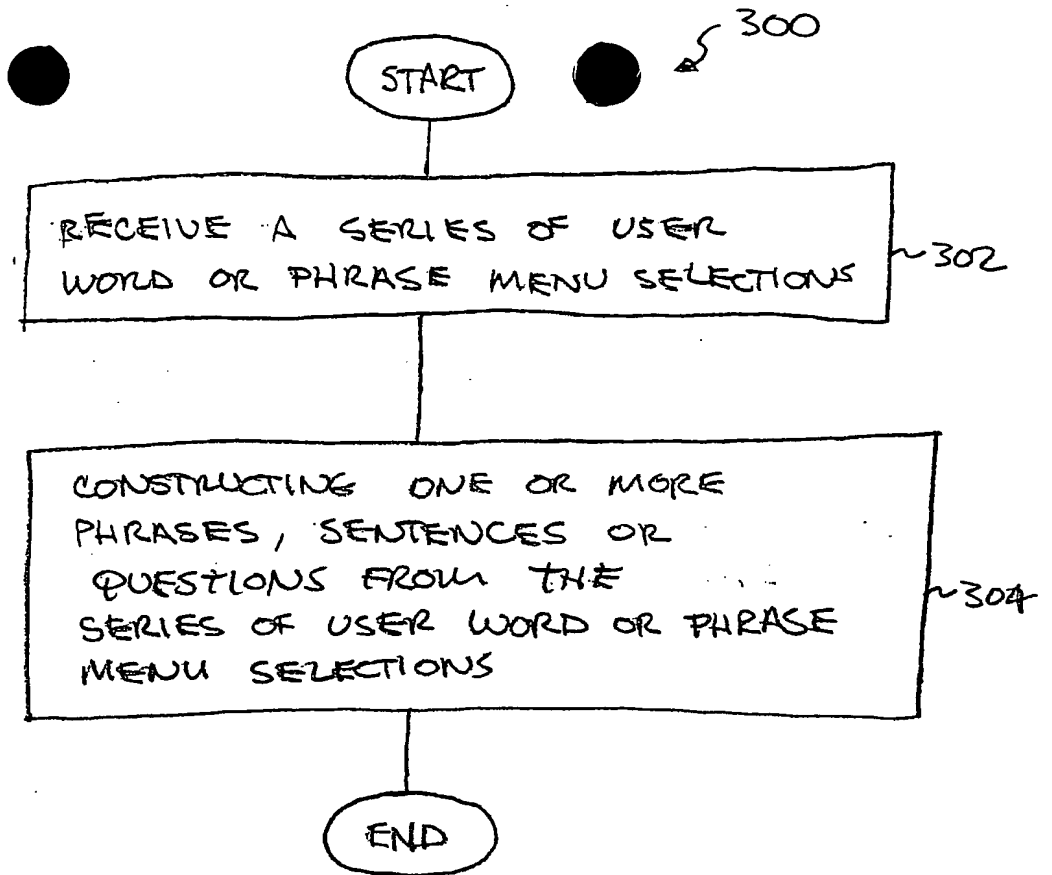 300
START
RECEIVE A SERIES OF USER
WORD OR PHRASE MENU SELECTIONS
302
CONSTRUCTING ONE OR MORE
PHRASES, SENTENCES OR
QUESTIONS FROM THE
SERIES OF USER WORD OR PHRASE
MENU SELECTIONS
304
END